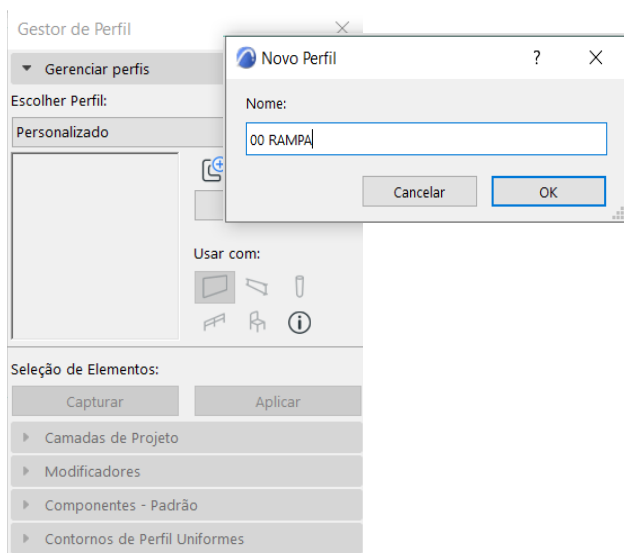 Gestor de Perfil
Novo Perfil
Gerenciar perfis
Escolher Perfil:
Nome:
Personalizado
00 RAMPA
Cancelar
OK
Usar com:
Seleção de Elementos:
Capturar
Aplicar
Camadas de Projeto
Modificadores
Componentes - Padrão
Contornos de Perfil Uniformes